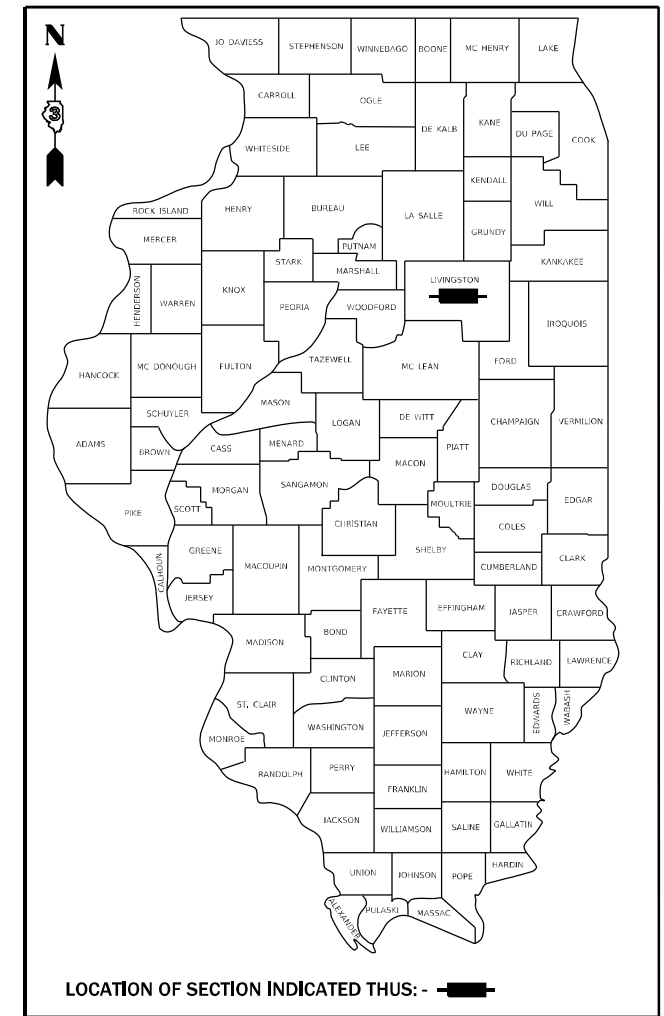 N
3
JO DAVIESS STEPHENSON WINNEBAGO BOONE MC HENRY LAKE
CARROLL OGLE DE KALB KANE DU PAGE COOK
WHITESIDE LEE KENDALL WILL
ROCK ISLAND HENRY BUREAU LA SALLE GRUNDY
MERCER PUTNAM KANKAKEE
STARK MARSHALL LIVINGSTON
HENDERSON WARREN KNOX PEORIA WOODFORD IROQUOIS
HANCOCK MC DONOUGH FULTON TAZEWELL MC LEAN FORD
SCHUYLER MASON LOGAN DE WITT CHAMPAIGN VERMILION
ADAMS BROWN CASS MENARD MACON PIATT
PIKE SCOTT MORGAN SANGAMON MOULTRIE DOUGLAS EDGAR
CHRISTIAN COLES
CALHOUN GREENE MACOUPIN MONTGOMERY SHELBY CUMBERLAND CLARK
JERSEY FAYETTE EFFINGHAM JASPER CRAWFORD
MADISON BOND CLAY RICHLAND LAWRENCE
CLINTON MARION
ST. CLAIR WASHINGTON JEFFERSON WAYNE EDWARDS WABASH
MONROE
RANDOLPH PERRY FRANKLIN HAMILTON WHITE
JACKSON WILLIAMSON SALINE GALLATIN
UNION JOHNSON POPE HARDIN
ALEXANDER PULASKI MASSAC
LOCATION OF SECTION INDICATED THUS: -